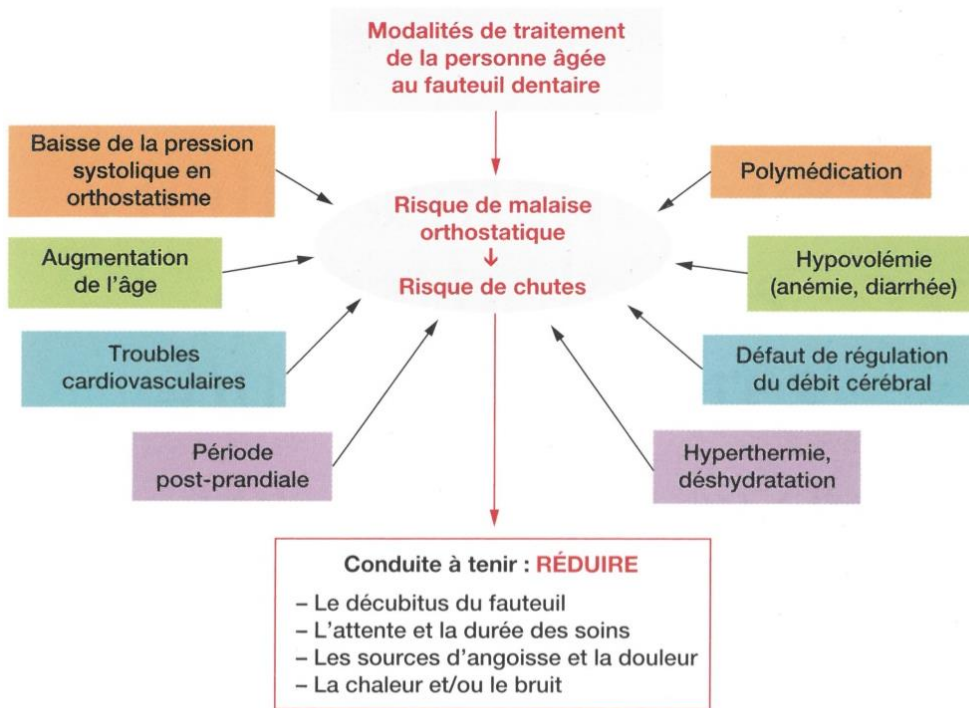 Modalités de traitement
de la personne âgée
au fauteuil dentaire
Baisse de la pression
systolique en
orthostatisme
Polymédication
Risque de malaise
orthostatique
↓
Risque de chutes
Augmentation
de l'âge
Hypovolémie
(anémie, diarrhée)
Troubles
cardiovasculaires
Défaut de régulation
du débit cérébral
Période
post-prandiale
Hyperthermie,
déshydratation
Conduite à tenir : RÉDUIRE
– Le décubitus du fauteuil
– L'attente et la durée des soins
– Les sources d'angoisse et la douleur
– La chaleur et/ou le bruit